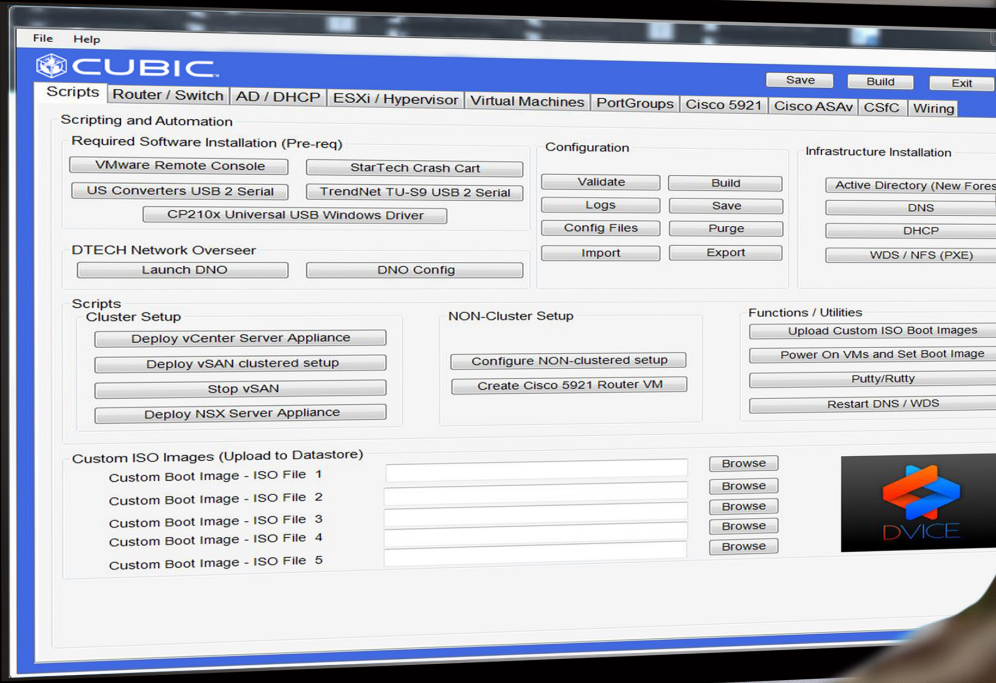 File Help
CUBIC
Save Build Exit
Scripts Router / Switch AD / DHCP ESXi / Hypervisor Virtual Machines PortGroups Cisco 5921 Cisco ASAv CSfC Wiring
Scripting and Automation
Required Software Installation (Pre-req)
VMware Remote Console StarTech Crash Cart
US Converters USB 2 Serial TrendNet TU-S9 USB 2 Serial
CP210x Universal USB Windows Driver
DTECH Network Overseer
Launch DNO DNO Config
Configuration
Validate Build
Logs Save
Config Files Purge
Import Export
Infrastructure Installation
Active Directory (New Fores
DNS
DHCP
WDS / NFS (PXE)
Scripts
Cluster Setup
Deploy vCenter Server Appliance
Deploy vSAN clustered setup
Stop vSAN
Deploy NSX Server Appliance
NON-Cluster Setup
Configure NON-clustered setup
Create Cisco 5921 Router VM
Functions / Utilities
Upload Custom ISO Boot Images
Power On VMs and Set Boot Image
Putty/Rutty
Restart DNS / WDS
Custom ISO Images (Upload to Datastore)
Custom Boot Image - ISO File 1 Browse
Custom Boot Image - ISO File 2 Browse
Custom Boot Image - ISO File 3 Browse
Custom Boot Image - ISO File 4 Browse
Custom Boot Image - ISO File 5 Browse
DVICE